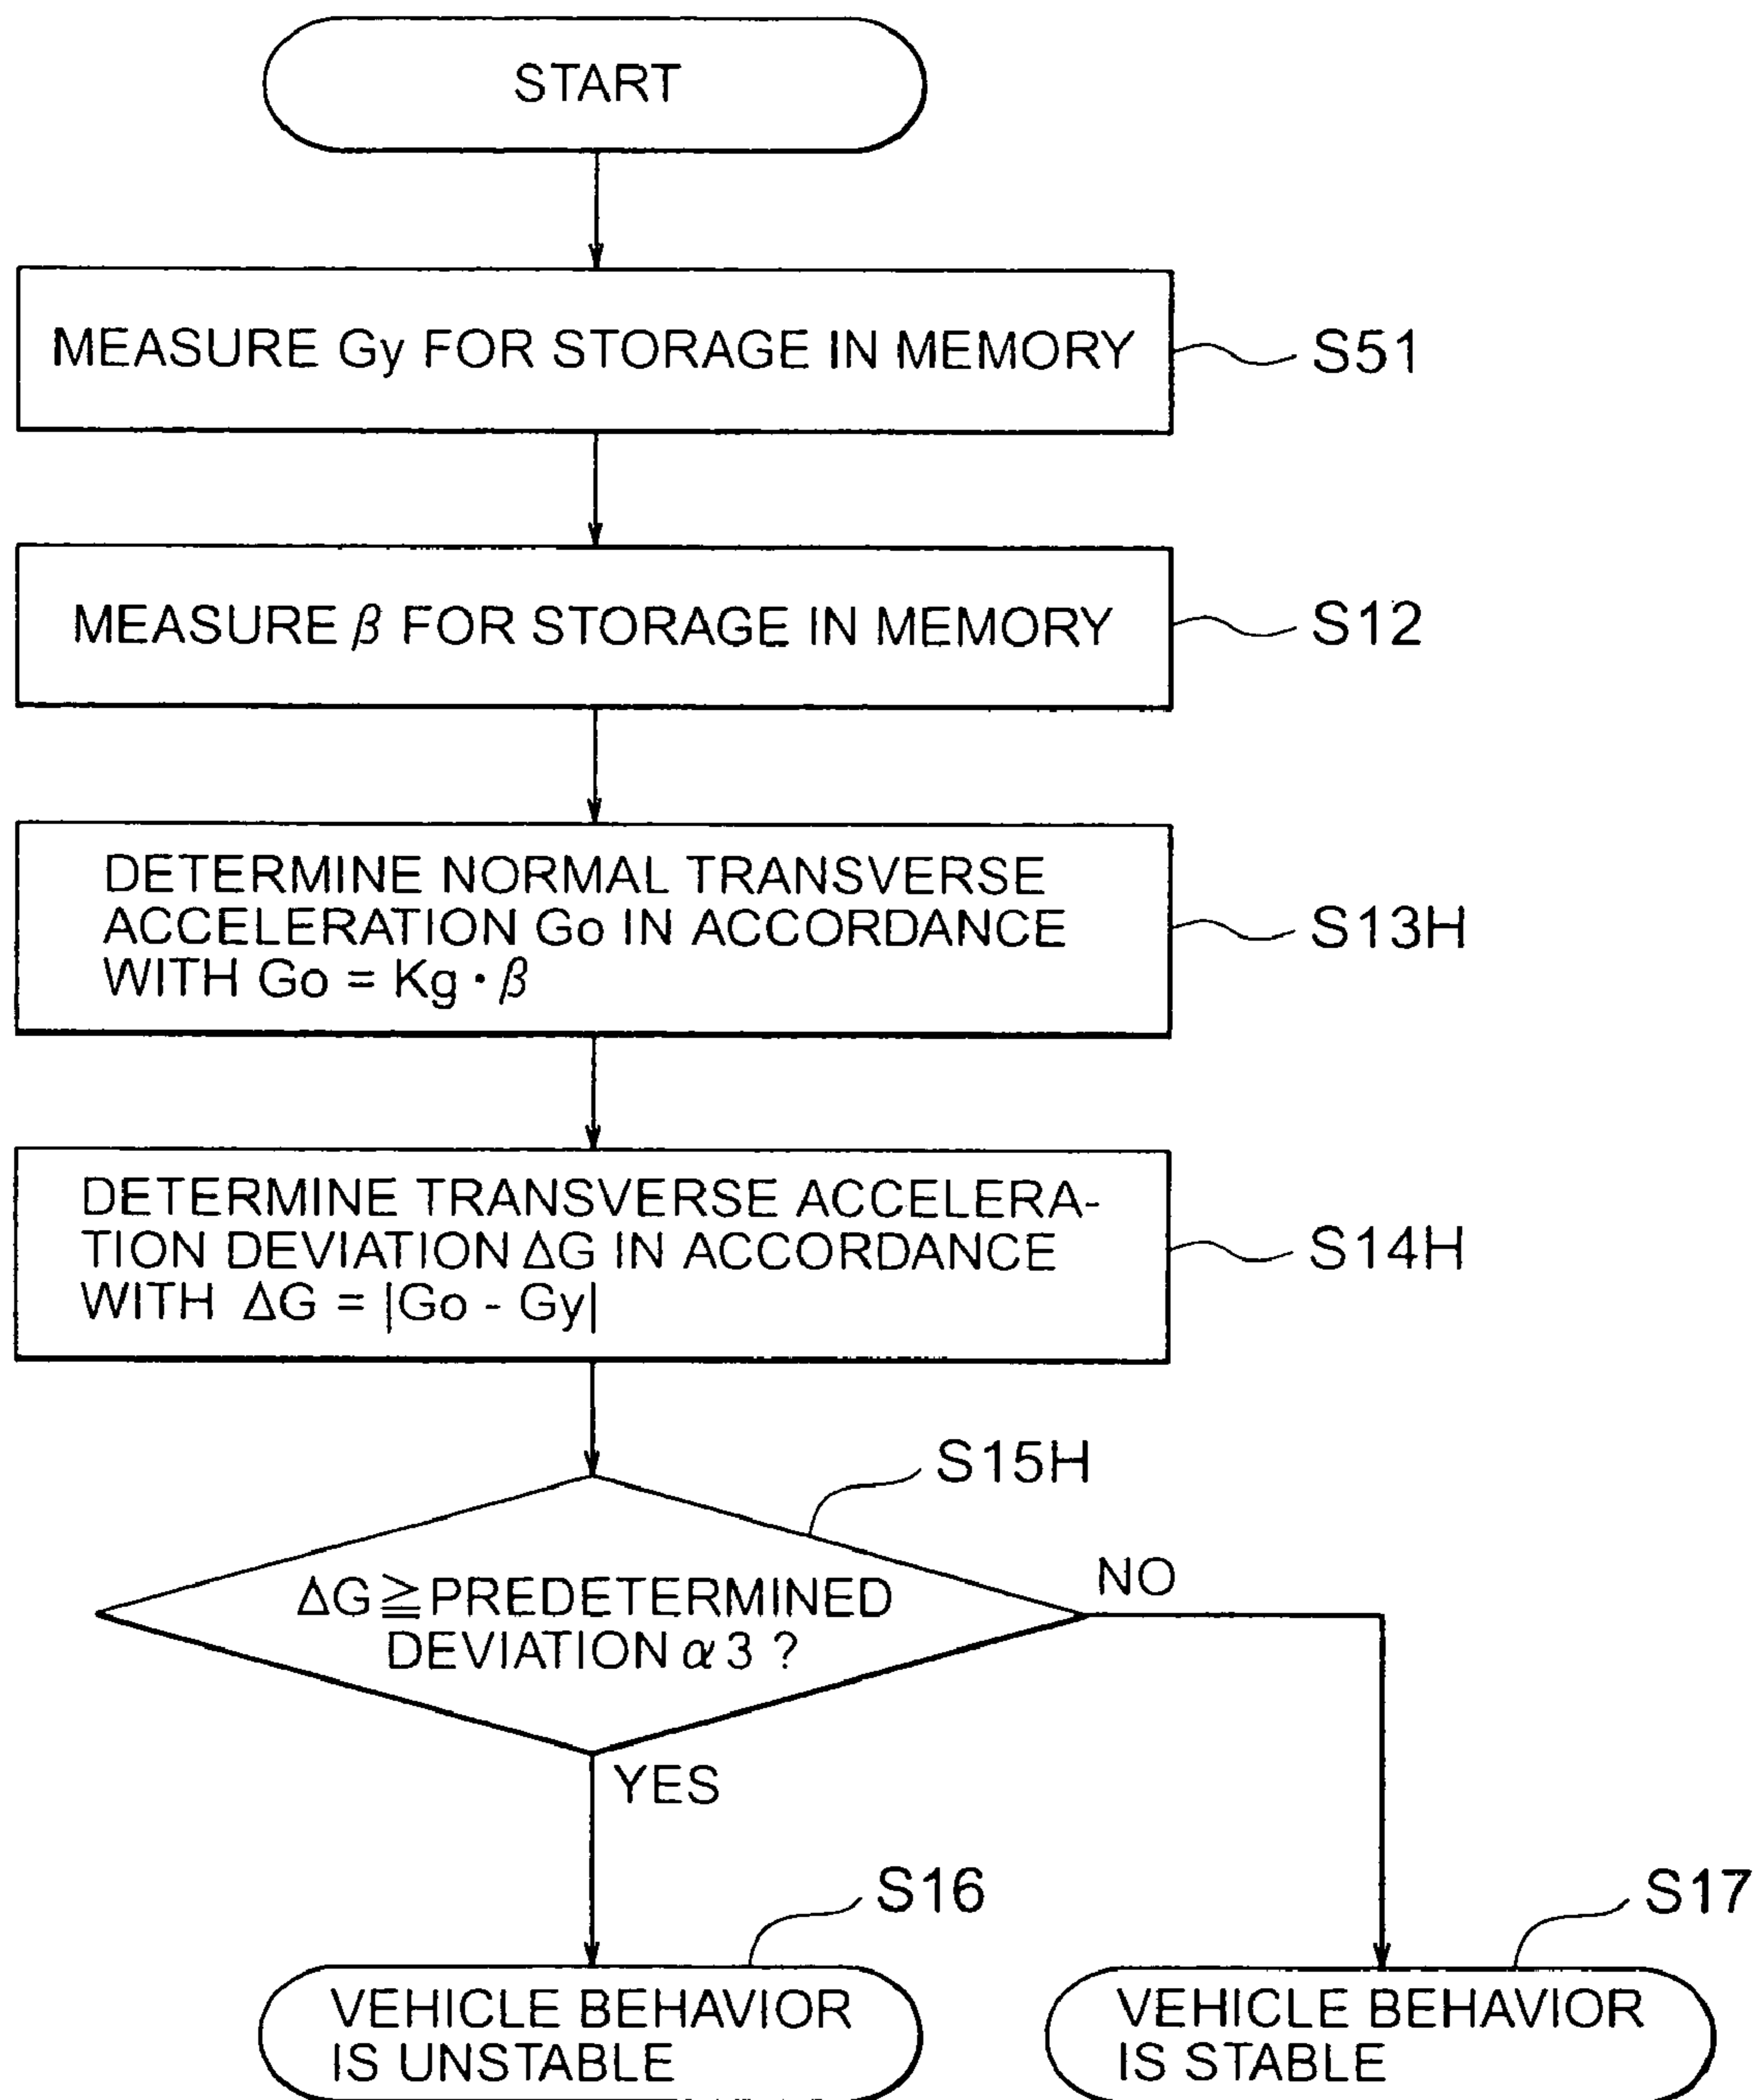 START
MEASURE Gy FOR STORAGE IN MEMORY
S51
MEASURE β FOR STORAGE IN MEMORY
S12
DETERMINE NORMAL TRANSVERSE
ACCELERATION Go IN ACCORDANCE
WITH Go = Kg · β
S13H
DETERMINE TRANSVERSE ACCELERA-
TION DEVIATION ΔG IN ACCORDANCE
WITH ΔG = |Go - Gy|
S14H
S15H
ΔG ≧ PREDETERMINED
DEVIATION α3 ?
NO
YES
S16
VEHICLE BEHAVIOR
IS UNSTABLE
S17
VEHICLE BEHAVIOR
IS STABLE